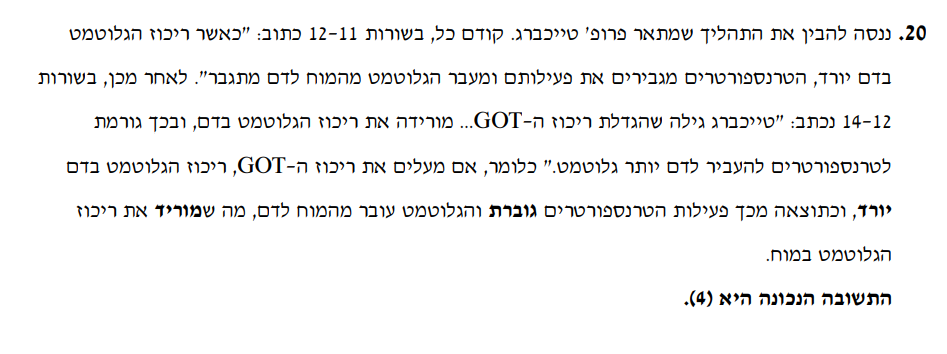 20. ננסה להבין את התהליך שמתאר פרופ' טייכברג. קודם כל, בשורות 12-11 כתוב: "כאשר ריכוז הגלוטמט
בדם יורד, הטרנספורטרים מגבירים את פעילותם ומעבר הגלוטמט מהמוח לדם מתגבר". לאחר מכן, בשורות
14-12 נכתב: "טייכברג גילה שהגדלת ריכוז ה-GOT... מורידה את ריכוז הגלוטמט בדם, ובכך גורמת
לטרנספורטרים להעביר לדם יותר גלוטמט." כלומר, אם מעלים את ריכוז ה-GOT, ריכוז הגלוטמט בדם
יורד, וכתוצאה מכך פעילות הטרנספורטרים גוברת והגלוטמט עובר מהמוח לדם, מה שמוריד את ריכוז
הגלוטמט במוח.
התשובה הנכונה היא (4).